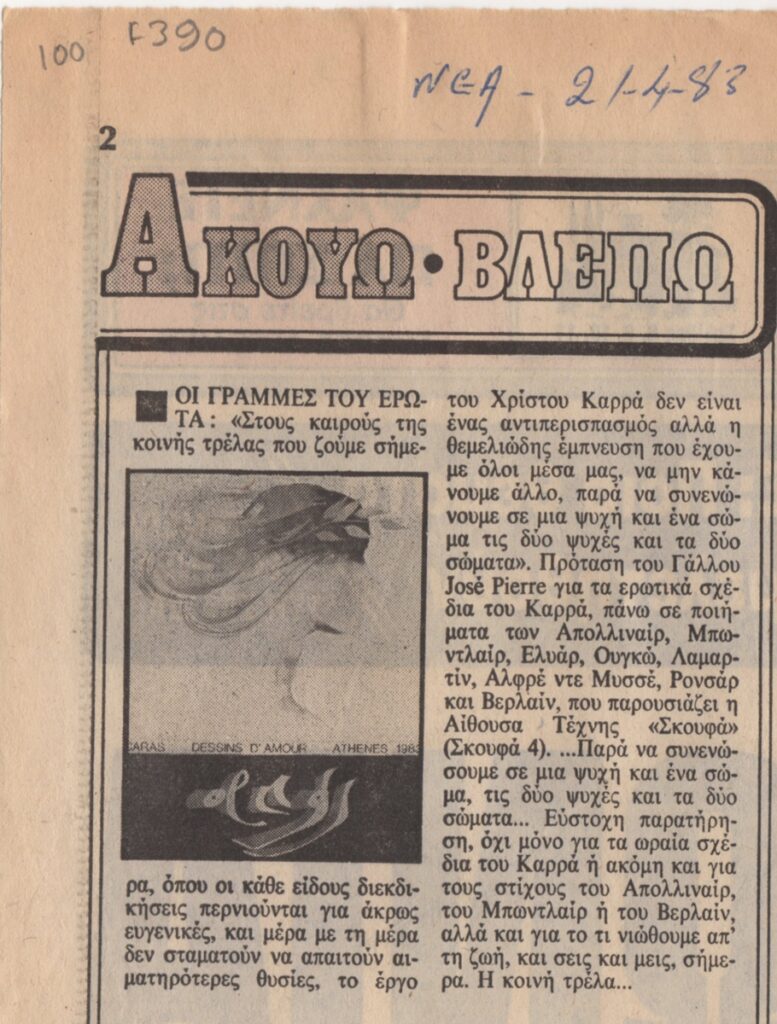 100
F390
ΝΕΑ - 21-4-83
2
ΑΚΟΥΩ • ΒΛΕΠΩ
ΟΙ ΓΡΑΜΜΕΣ ΤΟΥ ΕΡΩ-
ΤΑ: «Στους καιρούς της
κοινής τρέλας που ζούμε σήμε-
CARAS DESSINS D'AMOUR ATHENES 1983
ρα, όπου οι κάθε είδους διεκδι-
κήσεις περνιούνται για άκρως
ευγενικές, και μέρα με τη μέρα
δεν σταματούν να απαιτούν αι-
ματηρότερες θυσίες, το έργο
του Χρίστου Καρρά δεν είναι
ένας αντιπερισπασμός αλλά η
θεμελιώδης έμπνευση που έχου-
με όλοι μέσα μας, να μην κά-
νουμε άλλο, παρά να συνενώ-
νουμε σε μια ψυχή και ένα σώ-
μα τις δύο ψυχές και τα δύο
σώματα». Πρόταση του Γάλλου
José Pierre για τα ερωτικά σχέ-
δια του Καρρά, πάνω σε ποιή-
ματα των Απολλιναίρ, Μπω-
ντλαίρ, Ελυάρ, Ουγκώ, Λαμαρ-
τίν, Αλφρέ ντε Μυσσέ, Ρονσάρ
και Βερλαίν, που παρουσιάζει η
Αίθουσα Τέχνης «Σκουφά»
(Σκουφά 4). ...Παρά να συνενώ-
σουμε σε μια ψυχή και ένα σώ-
μα, τις δύο ψυχές και τα δύο
σώματα... Εύστοχη παρατήρη-
ση, όχι μόνο για τα ωραία σχέ-
δια του Καρρά ή ακόμη και για
τους στίχους του Απολλιναίρ,
του Μπωντλαίρ ή του Βερλαίν,
αλλά και για το τι νιώθουμε απ'
τη ζωή, και σεις και μεις, σήμε-
ρα. Η κοινή τρέλα...